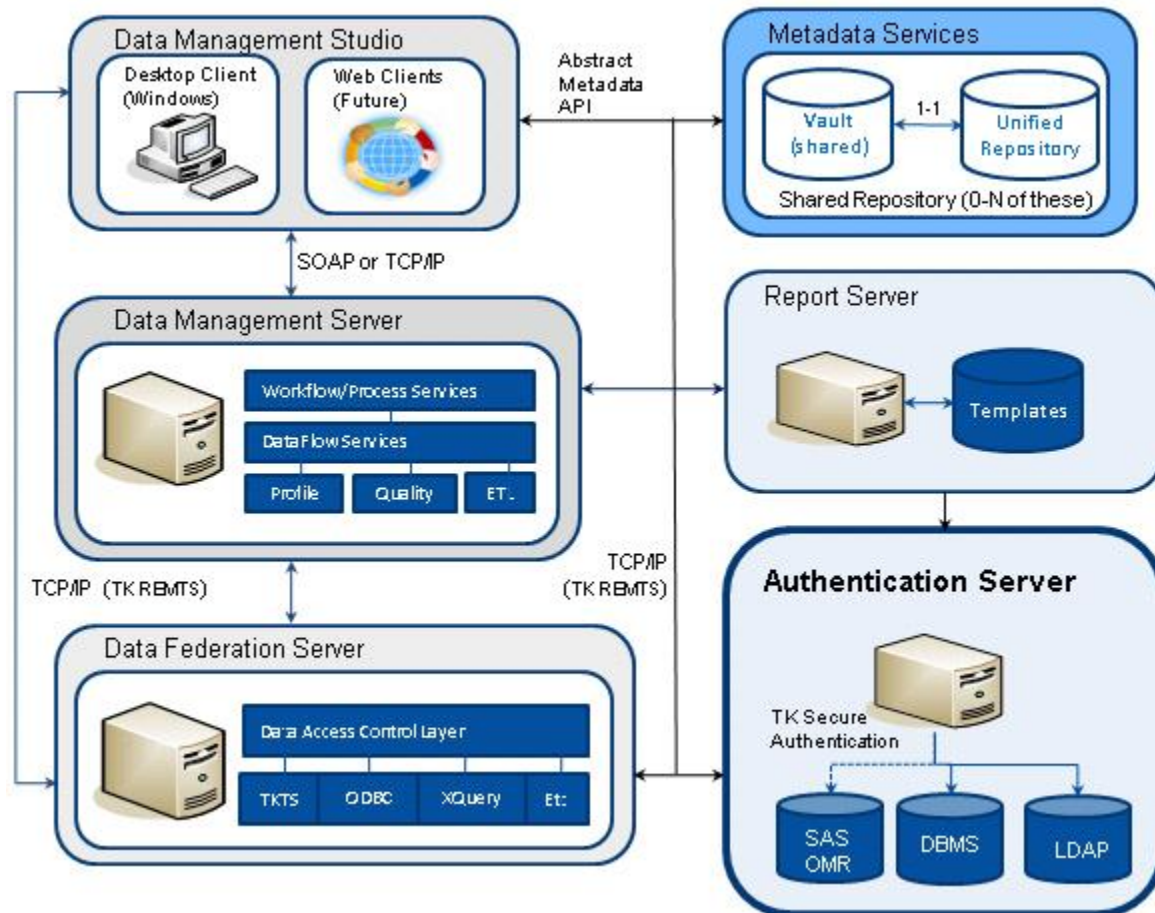 Data Management Studio
Desktop Client
(Windows)
Web Clients
(Future)
Abstract
Metadata
API
Metadata Services
Vault
(shared)
1-1
Unified
Repository
Shared Repository (0-N of these)
SOAP or TCP/IP
Data Management Server
Workflow/Process Services
DataFlow Services
Profile
Quality
ETL
Report Server
Templates
TCP/IP (TK REMTS)
TCP/IP
(TK REMTS)
Data Federation Server
Data Access Control Layer
TKTS
ODBC
XQuery
Etc
Authentication Server
TK Secure
Authentication
SAS
OMR
DBMS
LDAP